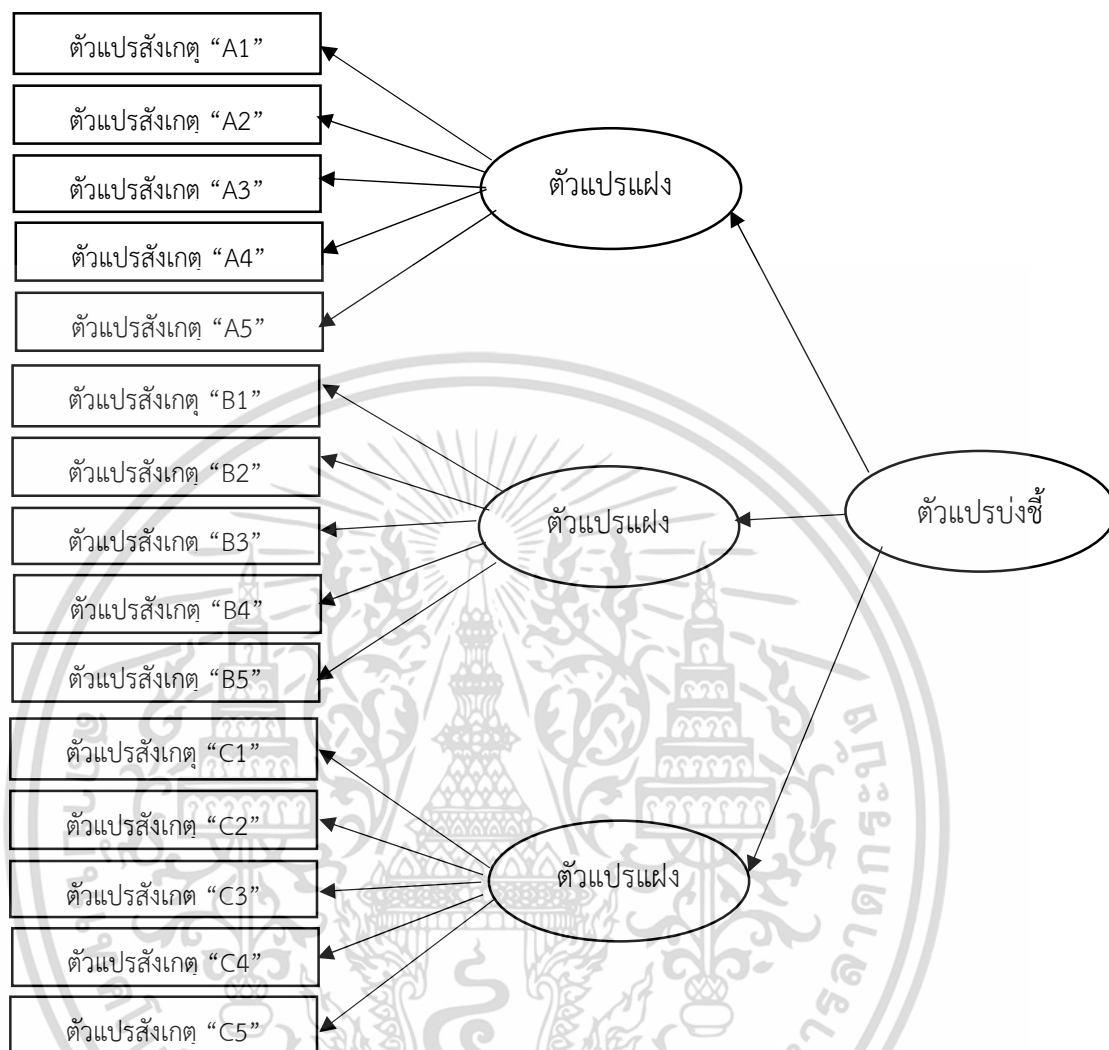 ตัวแปรสังเกตุ “A1”
ตัวแปรสังเกตุ “A2”
ตัวแปรสังเกต “A3”
ตัวแปรสังเกตุ “A4”
ตัวแปรสังเกตุ “A5”
ตัวแปรสังเกตุ “B1”
ตัวแปรสังเกตุ “B2”
ตัวแปรสังเกตุ “B3”
ตัวแปรสังเกตุ “B4”
ตัวแปรสังเกตุ “B5”
ตัวแปรสังเกตุ “C1”
ตัวแปรสังเกตุ “C2”
ตัวแปรสังเกต “C3”
ตัวแปรสังเกตุ “C4”
ตัวแปรสังเกตุ “C5”
ตัวแปรแฝง
ตัวแปรแฝง
ตัวแปรแฝง
ตัวแปรบ่งชี้